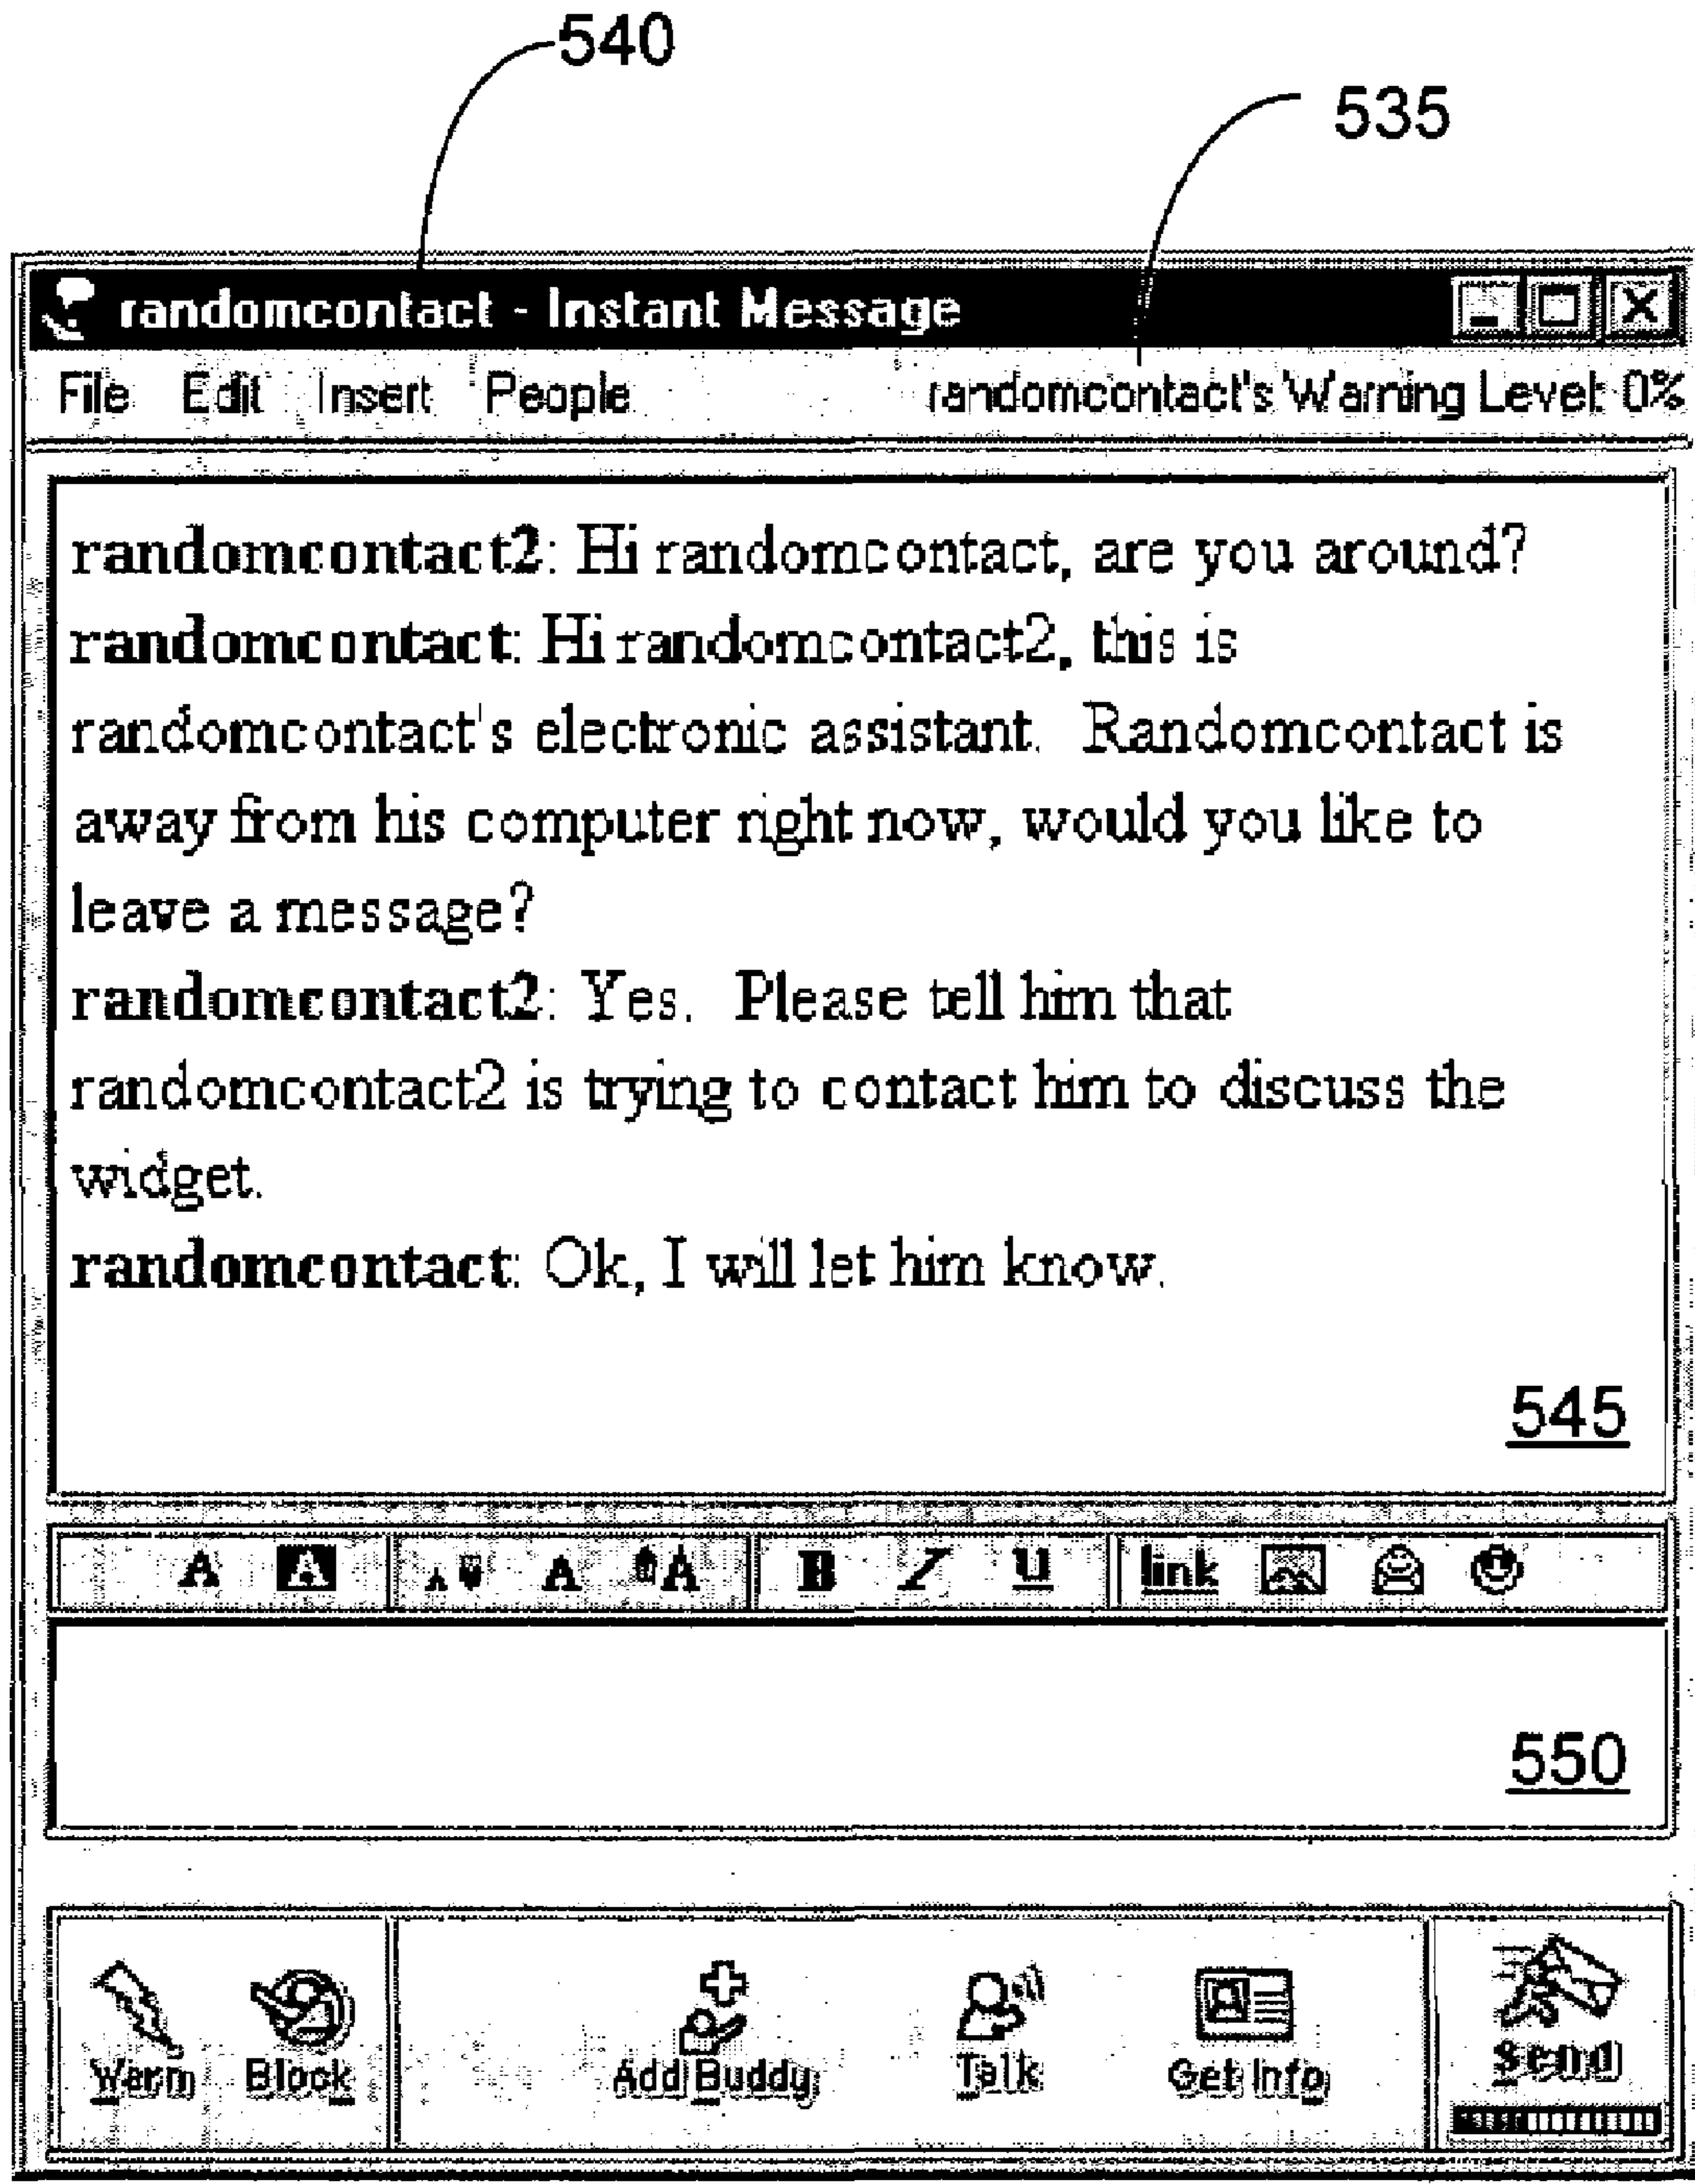 540
535
randomcontact - Instant Message
File Edit Insert People randomcontact's Warning Level: 0%
randomcontact2: Hi randomcontact, are you around?
randomcontact: Hi randomcontact2, this is
randomcontact's electronic assistant. Randomcontact is
away from his computer right now, would you like to
leave a message?
randomcontact2: Yes. Please tell him that
randomcontact2 is trying to contact him to discuss the
widget.
randomcontact: Ok, I will let him know.
545
A A A A A B I U link
550
Warn Block Add Buddy Talk Get Info Send